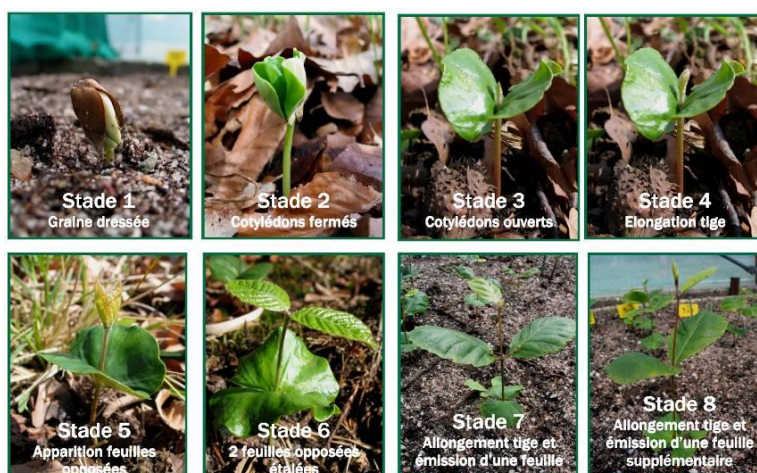 Stade 1
Graine dressée
Stade 2
Cotylédons fermés
Stade 3
Cotylédons ouverts
Stade 4
Elongation tige
Stade 5
Apparition feuilles
opposées
Stade 6
2 feuilles opposées
étalées
Stade 7
Allongement tige et
émission d'une feuille
Stade 8
Allongement tige et
émission d'une feuille
supplémentaire